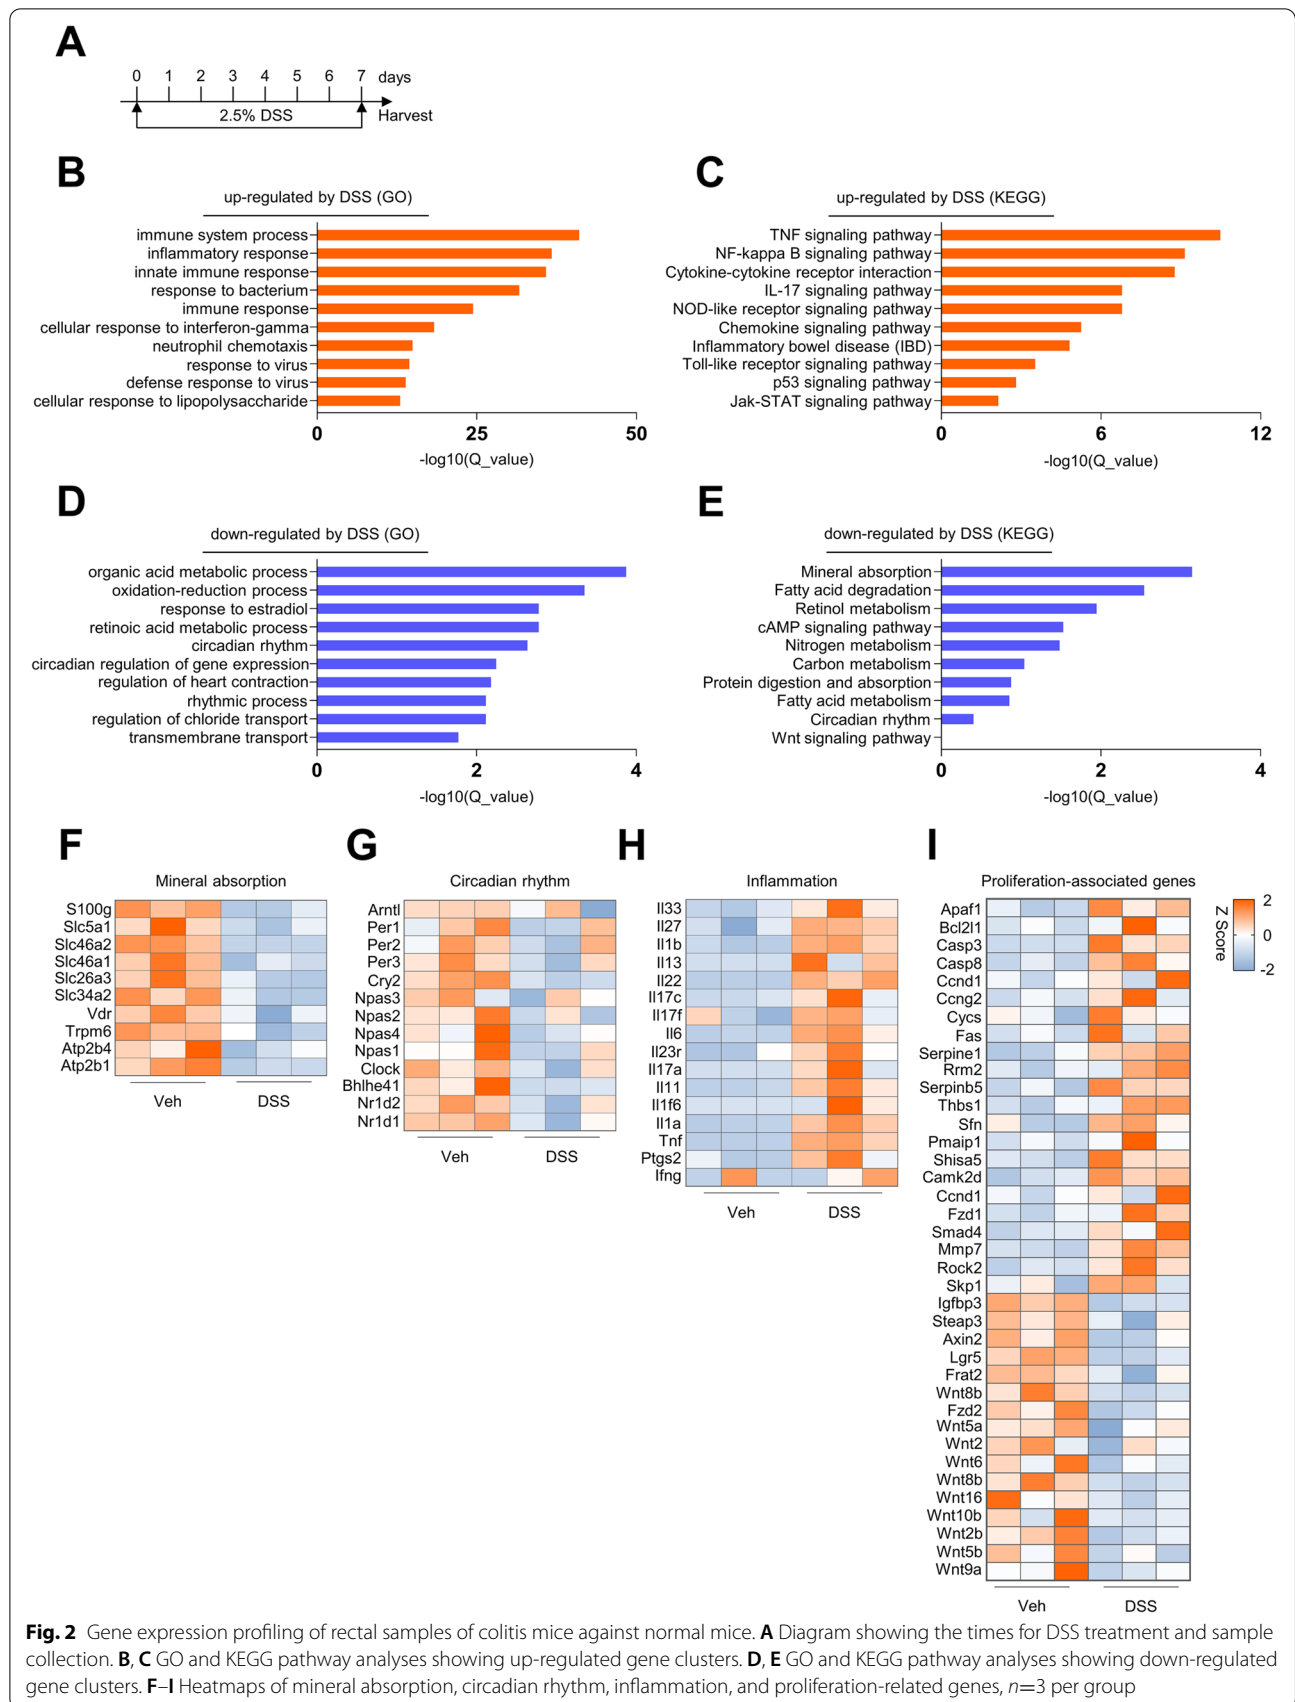 A
0 1 2 3 4 5 6 7 days
2.5% DSS Harvest
B
up-regulated by DSS (GO)
immune system process
inflammatory response
innate immune response
response to bacterium
immune response
cellular response to interferon-gamma
neutrophil chemotaxis
response to virus
defense response to virus
cellular response to lipopolysaccharide
0 25 50
-log10(Q_value)
C
up-regulated by DSS (KEGG)
TNF signaling pathway
NF-kappa B signaling pathway
Cytokine-cytokine receptor interaction
IL-17 signaling pathway
NOD-like receptor signaling pathway
Chemokine signaling pathway
Inflammatory bowel disease (IBD)
Toll-like receptor signaling pathway
p53 signaling pathway
Jak-STAT signaling pathway
0 6 12
-log10(Q_value)
D
down-regulated by DSS (GO)
organic acid metabolic process
oxidation-reduction process
response to estradiol
retinoic acid metabolic process
circadian rhythm
circadian regulation of gene expression
regulation of heart contraction
rhythmic process
regulation of chloride transport
transmembrane transport
0 2 4
-log10(Q_value)
E
down-regulated by DSS (KEGG)
Mineral absorption
Fatty acid degradation
Retinol metabolism
cAMP signaling pathway
Nitrogen metabolism
Carbon metabolism
Protein digestion and absorption
Fatty acid metabolism
Circadian rhythm
Wnt signaling pathway
0 2 4
-log10(Q_value)
F
Mineral absorption
S100g
Slc5a1
Slc46a2
Slc46a1
Slc26a3
Slc34a2
Vdr
Trpm6
Atp2b4
Atp2b1
Veh DSS
G
Circadian rhythm
Arntl
Per1
Per2
Per3
Cry2
Npas3
Npas2
Npas4
Npas1
Clock
Bhlhe41
Nr1d2
Nr1d1
Veh DSS
H
Inflammation
Il33
Il27
Il1b
Il13
Il22
Il17c
Il17f
Il6
Il23r
Il17a
Il11
Il1f6
Il1a
Tnf
Ptgs2
Ifng
Veh DSS
I
Proliferation-associated genes
Apaf1
Bcl2l1
Casp3
Casp8
Ccnd1
Ccng2
Cycs
Fas
Serpine1
Rrm2
Serpinb5
Thbs1
Sfn
Pmaip1
Shisa5
Camk2d
Ccnd1
Fzd1
Smad4
Mmp7
Rock2
Skp1
Igfbp3
Steap3
Axin2
Lgr5
Frat2
Wnt8b
Fzd2
Wnt5a
Wnt2
Wnt6
Wnt8b
Wnt16
Wnt10b
Wnt2b
Wnt5b
Wnt9a
Veh DSS
Z Score
2
0
-2
Fig. 2 Gene expression profiling of rectal samples of colitis mice against normal mice. A Diagram showing the times for DSS treatment and sample
collection. B, C GO and KEGG pathway analyses showing up-regulated gene clusters. D, E GO and KEGG pathway analyses showing down-regulated
gene clusters. F–I Heatmaps of mineral absorption, circadian rhythm, inflammation, and proliferation-related genes, n=3 per group